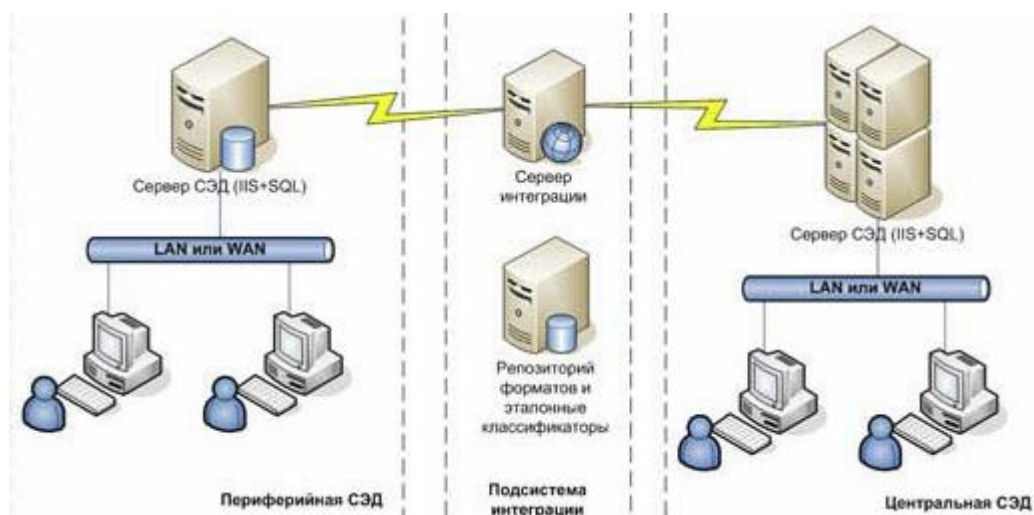 Сервер СЭД (IIS+SQL)
LAN или WAN
Периферийная СЭД
Сервер
интеграции
Репозиторий
форматов и
эталонные
классификаторы
Подсистема
интеграции
Сервер СЭД (IIS+SQL)
LAN или WAN
Центральная СЭД